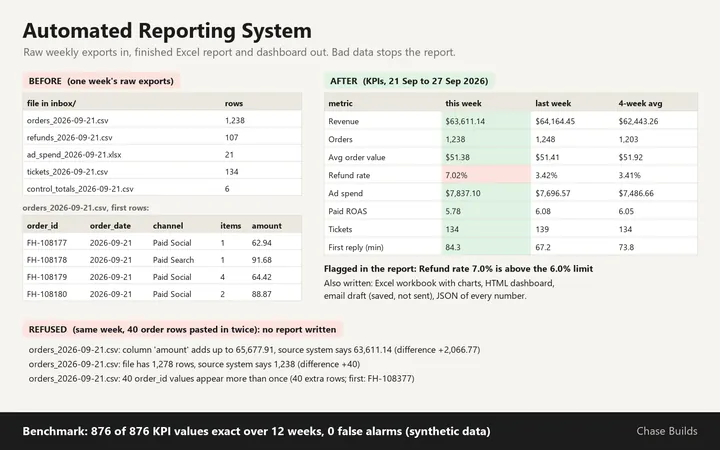 Automated Reporting System
Raw weekly exports in, finished Excel report and dashboard out. Bad data stops the report.
BEFORE (one week's raw exports)
file in inbox/ rows
orders_2026-09-21.csv 1,238
refunds_2026-09-21.csv 107
ad_spend_2026-09-21.xlsx 21
tickets_2026-09-21.csv 134
control_totals_2026-09-21.csv 6
orders_2026-09-21.csv, first rows:
order_id order_date channel items amount
FH-108177 2026-09-21 Paid Social 1 62.94
FH-108178 2026-09-21 Paid Search 1 91.68
FH-108179 2026-09-21 Paid Social 4 64.42
FH-108180 2026-09-21 Paid Social 2 88.87
AFTER (KPIs, 21 Sep to 27 Sep 2026)
metric this week last week 4-week avg
Revenue $63,611.14 $64,164.45 $62,443.26
Orders 1,238 1,248 1,203
Avg order value $51.38 $51.41 $51.92
Refund rate 7.02% 3.42% 3.41%
Ad spend $7,837.10 $7,696.57 $7,486.66
Paid ROAS 5.78 6.08 6.05
Tickets 134 139 134
First reply (min) 84.3 67.2 73.8
Flagged in the report: Refund rate 7.0% is above the 6.0% limit
Also written: Excel workbook with charts, HTML dashboard,
email draft (saved, not sent), JSON of every number.
REFUSED (same week, 40 order rows pasted in twice): no report written
orders_2026-09-21.csv: column 'amount' adds up to 65,677.91, source system says 63,611.14 (difference +2,066.77)
orders_2026-09-21.csv: file has 1,278 rows, source system says 1,238 (difference +40)
orders_2026-09-21.csv: 40 order_id values appear more than once (40 extra rows; first: FH-108377)
Benchmark: 876 of 876 KPI values exact over 12 weeks, 0 false alarms (synthetic data)
Chase Builds